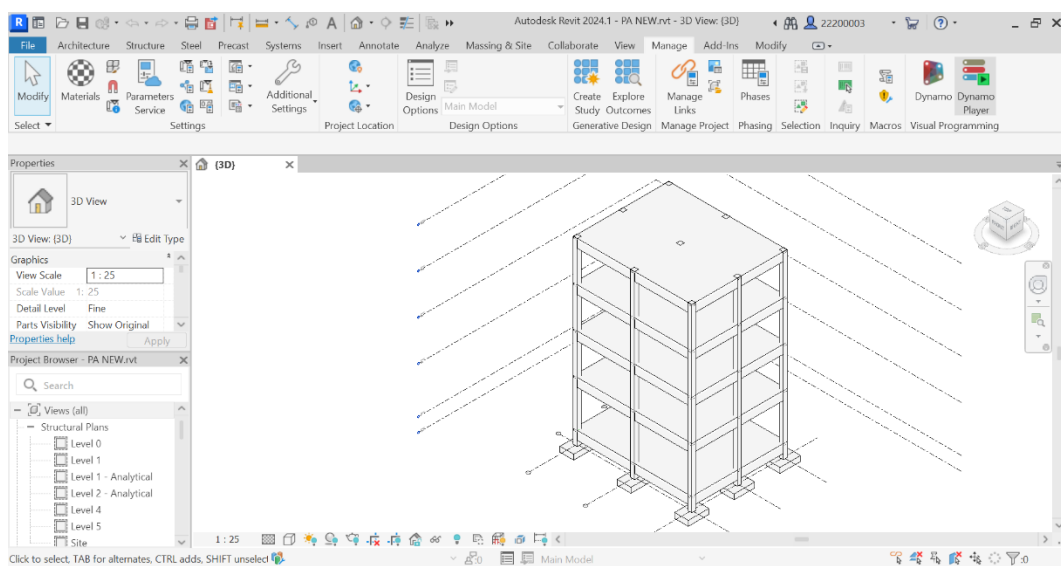 Autodesk Revit 2024.1 - PA NEW.rvt - 3D View: {3D}
22200003
File Architecture Structure Steel Precast Systems Insert Annotate Analyze Massing & Site Collaborate View Manage Add-Ins Modify
Modify Materials Parameters Service Additional Settings Design Options Main Model Create Study Explore Outcomes Manage Links Phases Dynamo Dynamo Player
Select Settings Project Location Design Options Generative Design Manage Project Phasing Selection Inquiry Macros Visual Programming
Properties
{3D}
3D View
3D View: {3D} Edit Type
Graphics
View Scale 1 : 25
Scale Value 1: 25
Detail Level Fine
Parts Visibility Show Original
Properties help Apply
Project Browser - PA NEW.rvt
Search
Views (all)
Structural Plans
Level 0
Level 1
Level 1 - Analytical
Level 2 - Analytical
Level 4
Level 5
Site
1 : 25
Click to select, TAB for alternates, CTRL adds, SHIFT unselect :0 Main Model :0